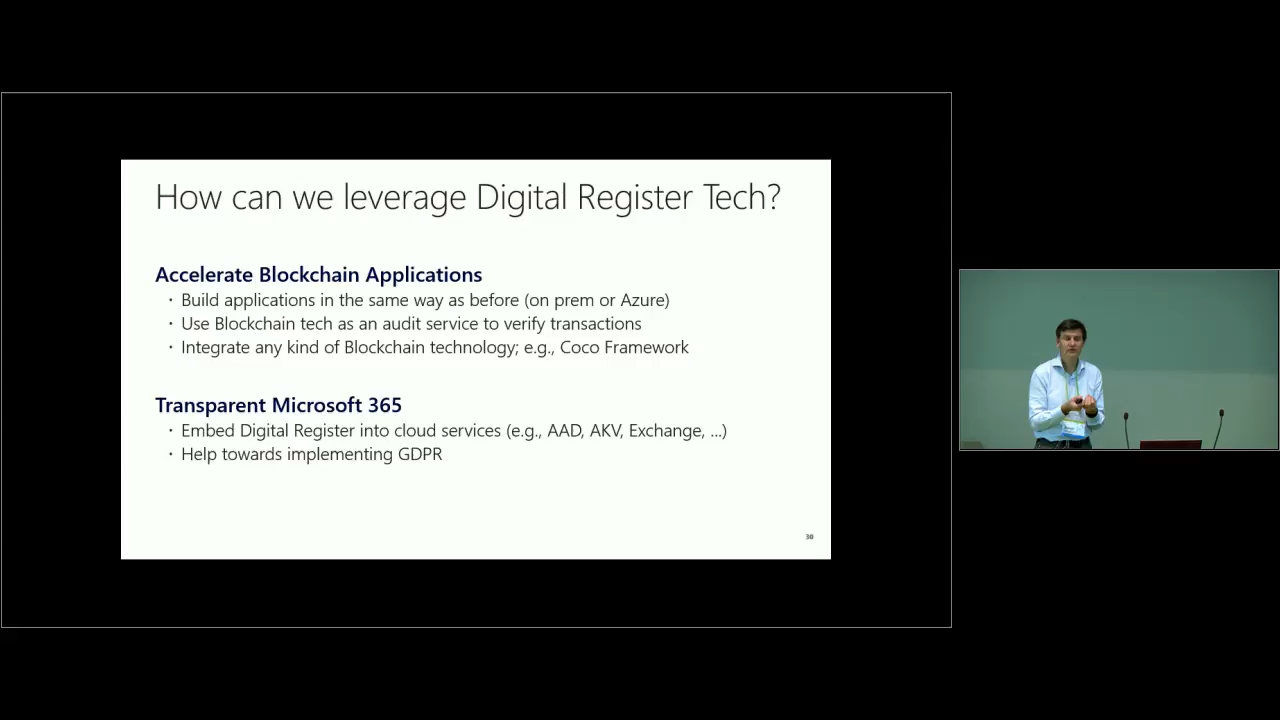 How can we leverage Digital Register Tech?
Accelerate Blockchain Applications
· Build applications in the same way as before (on prem or Azure)
· Use Blockchain tech as an audit service to verify transactions
· Integrate any kind of Blockchain technology; e.g., Coco Framework
Transparent Microsoft 365
· Embed Digital Register into cloud services (e.g., AAD, AKV, Exchange, ...)
· Help towards implementing GDPR
30